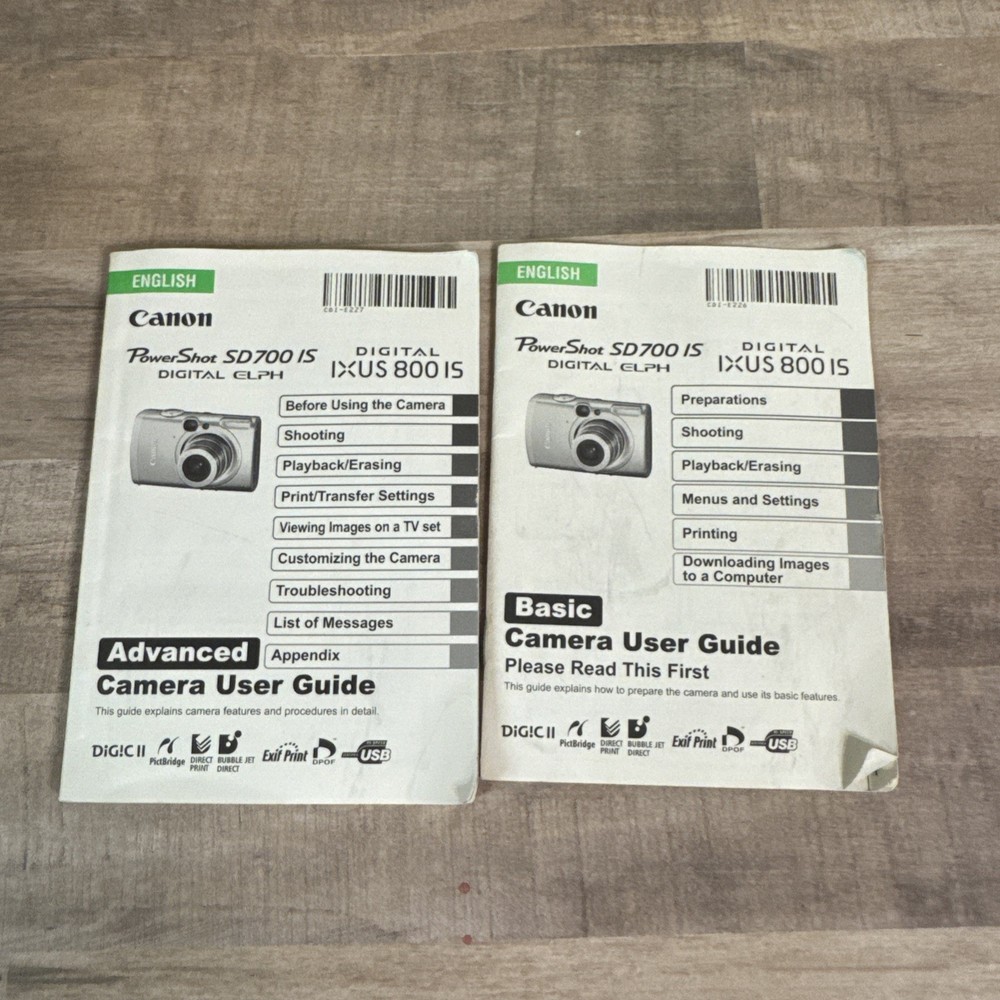 ENGLISH
CDI-E227
Canon
PowerShot SD700 IS
DIGITAL ELPH
DIGITAL
IXUS 800 IS
Before Using the Camera
Shooting
Playback/Erasing
Print/Transfer Settings
Viewing Images on a TV set
Customizing the Camera
Troubleshooting
List of Messages
Appendix
Advanced
Camera User Guide
This guide explains camera features and procedures in detail.
DiG!C II
PictBridge
DIRECT
PRINT
BUBBLE JET
DIRECT
Exif Print
DPOF
USB
ENGLISH
CDI-E226
Canon
PowerShot SD700 IS
DIGITAL ELPH
DIGITAL
IXUS 800 IS
Preparations
Shooting
Playback/Erasing
Menus and Settings
Printing
Downloading Images
to a Computer
Basic
Camera User Guide
Please Read This First
This guide explains how to prepare the camera and use its basic features.
DiG!C II
PictBridge
DIRECT
PRINT
BUBBLE JET
DIRECT
Exif Print
DPOF
USB